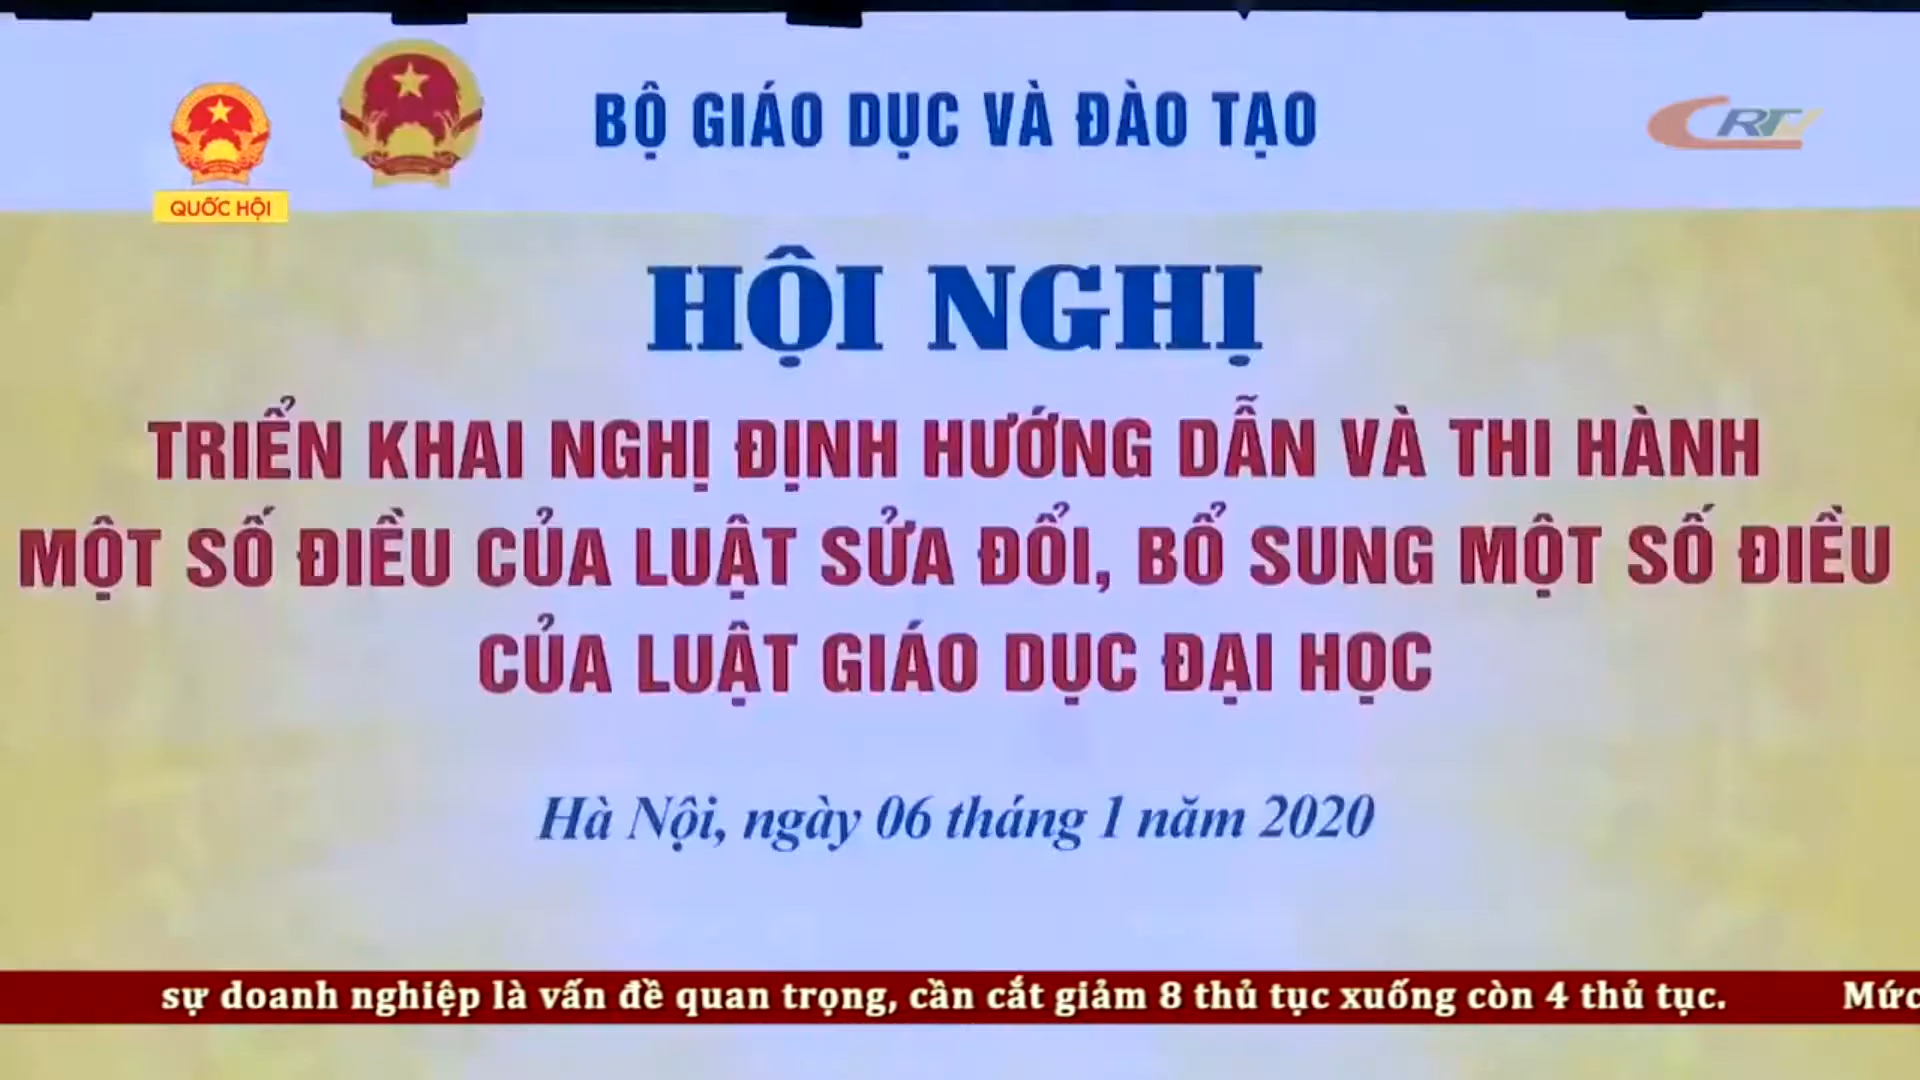 BỘ GIÁO DỤC VÀ ĐÀO TẠO
CRTV
QUỐC HỘI
HỘI NGHỊ
TRIỂN KHAI NGHỊ ĐỊNH HƯỚNG DẪN VÀ THI HÀNH
MỘT SỐ ĐIỀU CỦA LUẬT SỬA ĐỔI, BỔ SUNG MỘT SỐ ĐIỀU
CỦA LUẬT GIÁO DỤC ĐẠI HỌC
Hà Nội, ngày 06 tháng 1 năm 2020
sự doanh nghiệp là vấn đề quan trọng, cần cắt giảm 8 thủ tục xuống còn 4 thủ tục. Mức